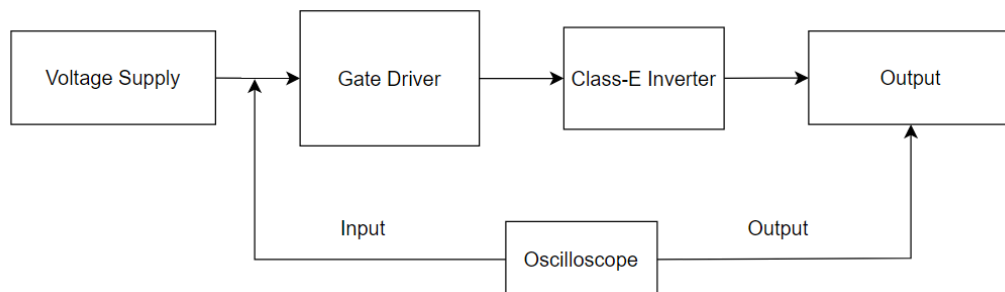 Voltage Supply
Gate Driver
Class-E Inverter
Output
Input
Output
Oscilloscope